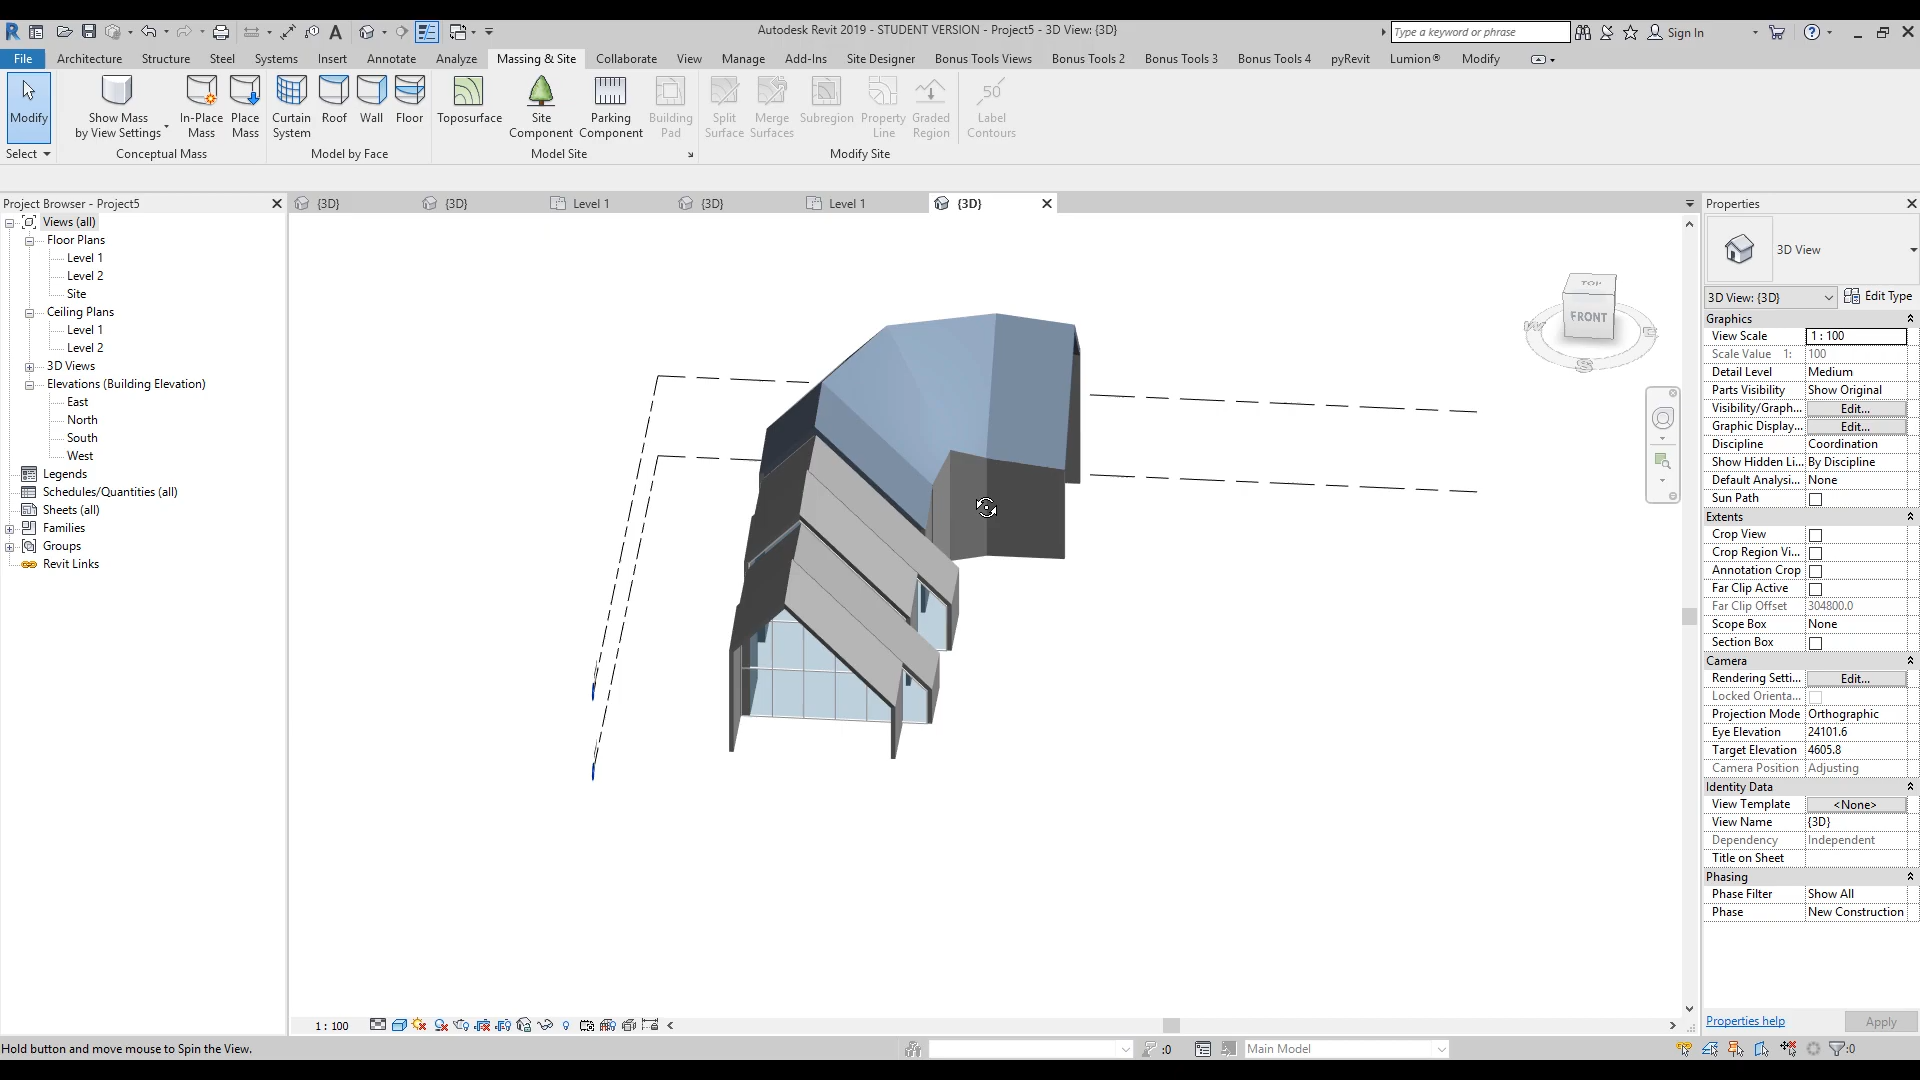 Autodesk Revit 2019 - STUDENT VERSION - Project5 - 3D View: {3D}
Type a keyword or phrase
Sign In
File Architecture Structure Steel Systems Insert Annotate Analyze Massing & Site Collaborate View Manage Add-Ins Site Designer Bonus Tools Views Bonus Tools 2 Bonus Tools 3 Bonus Tools 4 pyRevit Lumion® Modify
Modify
Show Mass
by View Settings
In-Place
Mass
Place
Mass
Curtain
System
Roof
Wall
Floor
Toposurface
Site
Component
Parking
Component
Building
Pad
Split
Surface
Merge
Surfaces
Subregion
Property
Line
Graded
Region
50
Label
Contours
Select
Conceptual Mass
Model by Face
Model Site
Modify Site
Project Browser - Project5
{3D}
{3D}
Level 1
{3D}
Level 1
{3D}
Views (all)
Floor Plans
Level 1
Level 2
Site
Ceiling Plans
Level 1
Level 2
3D Views
Elevations (Building Elevation)
East
North
South
West
Legends
Schedules/Quantities (all)
Sheets (all)
Families
Groups
Revit Links
TOP
FRONT
W
S
E
Properties
3D View
3D View: {3D}
Edit Type
Graphics
View Scale 1 : 100
Scale Value 1: 100
Detail Level Medium
Parts Visibility Show Original
Visibility/Graph... Edit...
Graphic Display... Edit...
Discipline Coordination
Show Hidden Li... By Discipline
Default Analysi... None
Sun Path
Extents
Crop View
Crop Region Vi...
Annotation Crop
Far Clip Active
Far Clip Offset 304800.0
Scope Box None
Section Box
Camera
Rendering Setti... Edit...
Locked Orienta...
Projection Mode Orthographic
Eye Elevation 24101.6
Target Elevation 4605.8
Camera Position Adjusting
Identity Data
View Template <None>
View Name {3D}
Dependency Independent
Title on Sheet
Phasing
Phase Filter Show All
Phase New Construction
Properties help
Apply
1 : 100
Hold button and move mouse to Spin the View.
:0
Main Model
:0